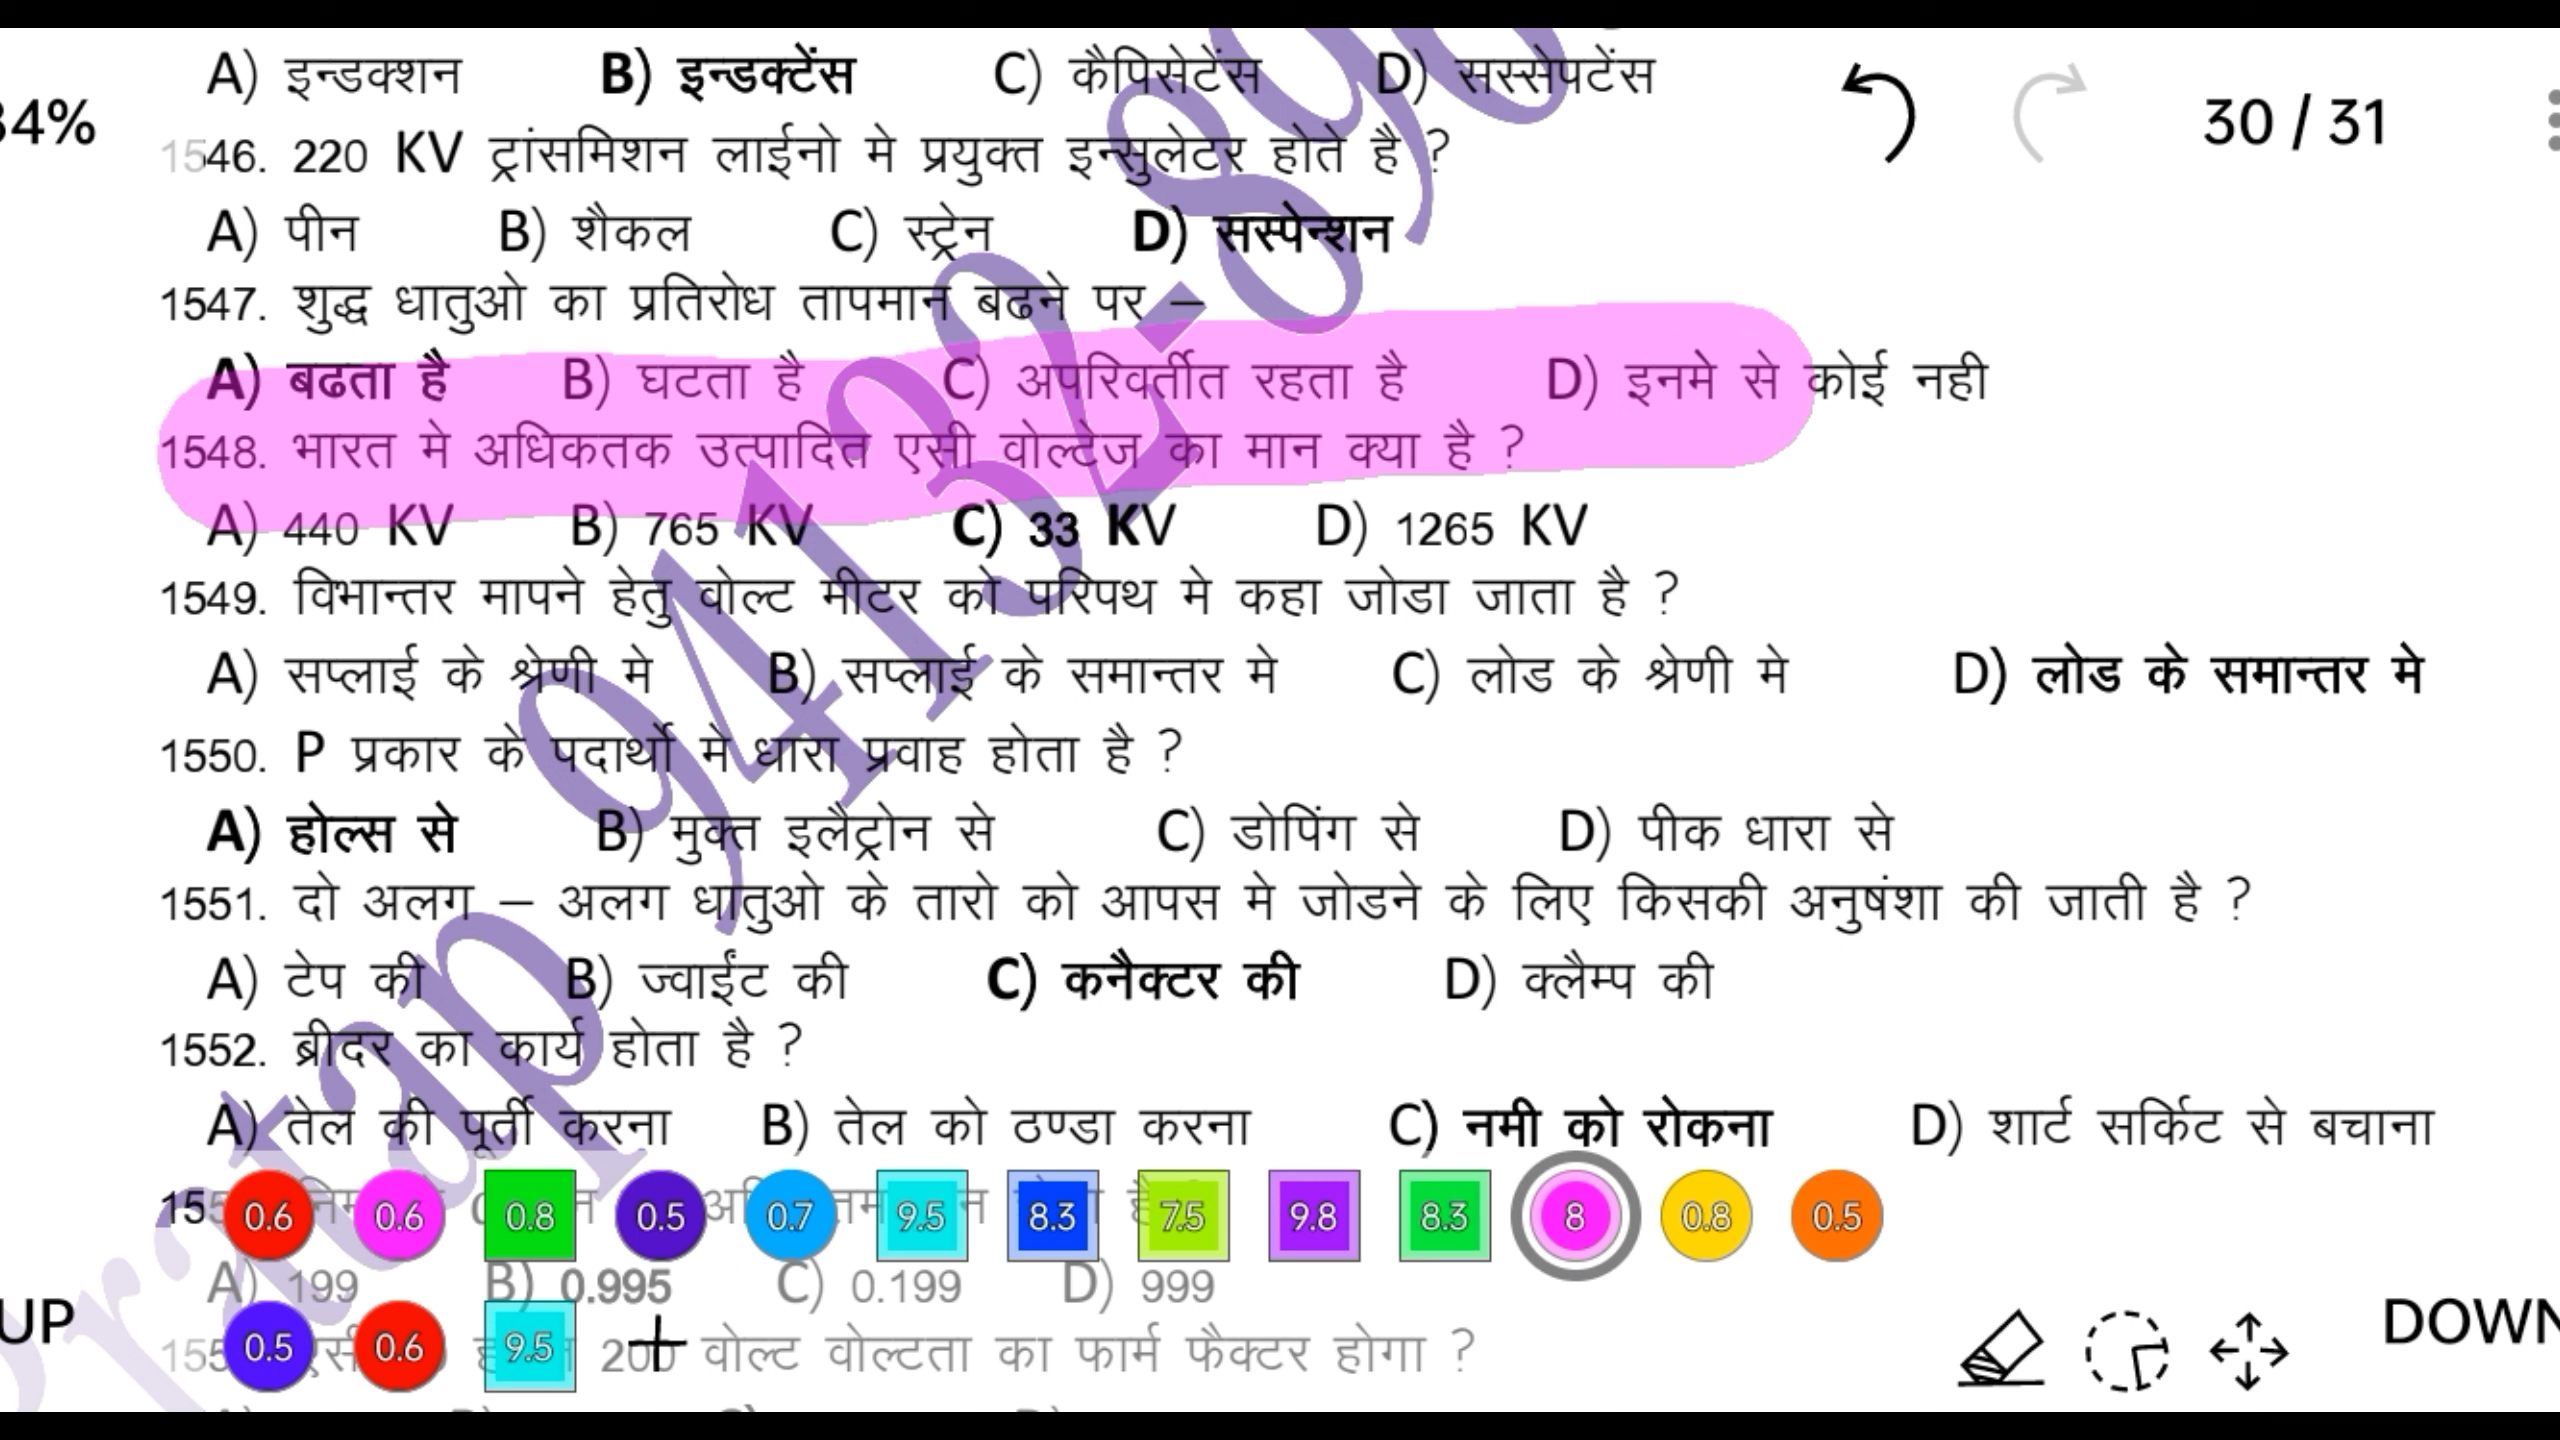 A) इन्डक्शन B) इन्डक्टेंस C) कैपिसेटेंस D) सस्सेपटेंस
34% 30 / 31
1546. 220 KV ट्रांसमिशन लाईनो मे प्रयुक्त इन्सुलेटर होते है ?
A) पीन B) शैकल C) स्ट्रेन D) सस्पेन्शन
1547. शुद्ध धातुओ का प्रतिरोध तापमान बढने पर –
A) बढता है B) घटता है C) अपरिवर्तीत रहता है D) इनमे से कोई नही
1548. भारत मे अधिकतक उत्पादित एसी वोल्टेज का मान क्या है ?
A) 440 KV B) 765 KV C) 33 KV D) 1265 KV
1549. विभान्तर मापने हेतु वोल्ट मीटर को परिपथ मे कहा जोडा जाता है ?
A) सप्लाई के श्रेणी मे B) सप्लाई के समान्तर मे C) लोड के श्रेणी मे D) लोड के समान्तर मे
1550. P प्रकार के पदार्थो मे धारा प्रवाह होता है ?
A) होल्स से B) मुक्त इलैट्रोन से C) डोपिंग से D) पीक धारा से
1551. दो अलग – अलग धातुओ के तारो को आपस मे जोडने के लिए किसकी अनुषंशा की जाती है ?
A) टेप की B) ज्वाईंट की C) कनैक्टर की D) क्लैम्प की
1552. ब्रीदर का कार्य होता है ?
A) तेल की पूर्ती करना B) तेल को ठण्डा करना C) नमी को रोकना D) शार्ट सर्किट से बचाना
0.6 0.6 0.8 0.5 0.7 9.5 8.3 7.5 9.8 8.3 8 0.8 0.5
A) 199 B) 0.995 C) 0.199 D) 999
UP DOWN
0.5 0.6 9.5 + 200 वोल्ट वोल्टता का फार्म फैक्टर होगा ?
Pratap 94132-89